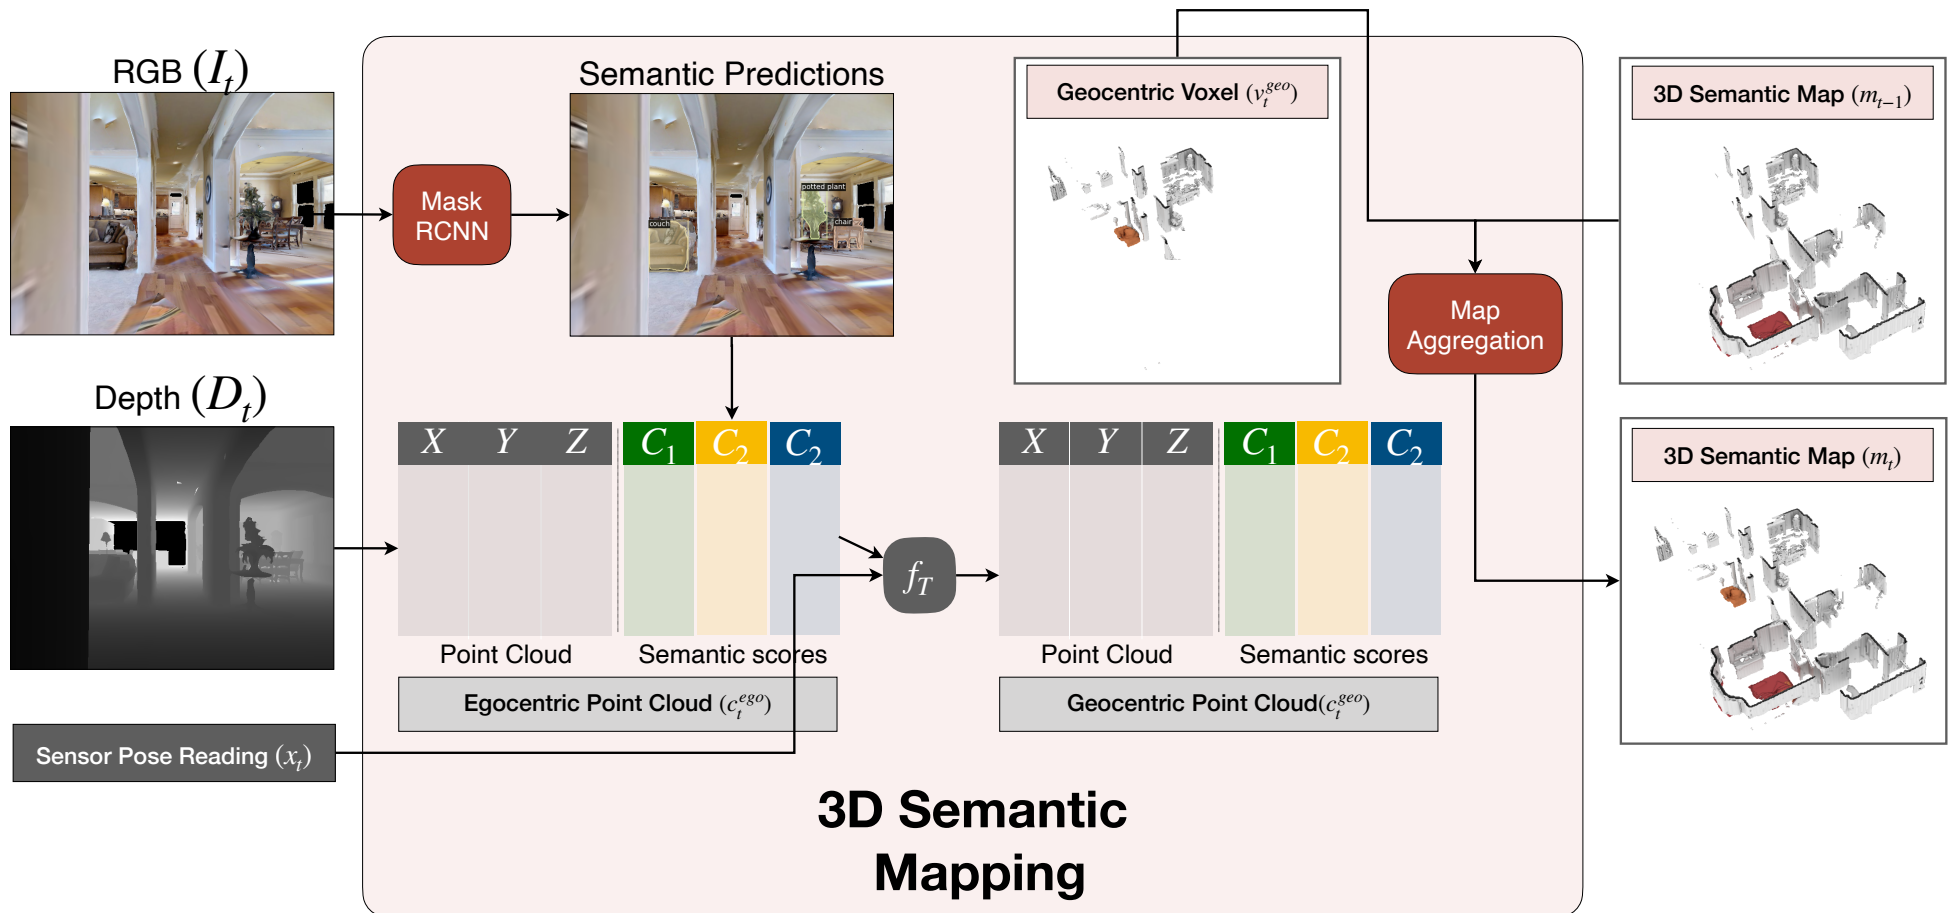 RGB (I_t)
Semantic Predictions
Geocentric Voxel (v_t^{geo})
3D Semantic Map (m_{t−1})
Mask
RCNN
potted plant
couch
chair
Map
Aggregation
Depth (D_t)
X Y Z C_1 C_2 C_2
X Y Z C_1 C_2 C_2
3D Semantic Map (m_t)
f_T
Point Cloud Semantic scores
Point Cloud Semantic scores
Egocentric Point Cloud (c_t^{ego})
Geocentric Point Cloud(c_t^{geo})
Sensor Pose Reading (x_t)
3D Semantic
Mapping